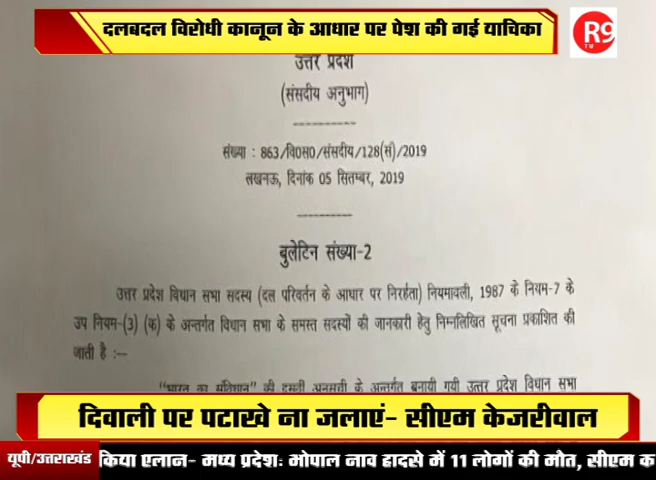 दलबदल विरोधी कानून के आधार पर पेश की गई याचिका
R9
TV
उत्तर प्रदेश
(संसदीय अनुभाग)
संख्या : 863/वि0स0/संसदीय/128(सं)/2019
लखनऊ, दिनांक 05 सितम्बर, 2019
बुलेटिन संख्या-2
उत्तर प्रदेश विधान सभा सदस्य (दल परिवर्तन के आधार पर निरर्हता) नियमावली, 1987 के नियम-7 के
उप नियम-(3) (क) के अन्तर्गत विधान सभा के समस्त सदस्यों की जानकारी हेतु निम्नलिखित सूचना प्रकाशित की
जाती है :--
"भारत का संविधान" की दसवीं अनुसूची के अन्तर्गत बनायी गयी उत्तर प्रदेश विधान सभा
दिवाली पर पटाखे ना जलाएं- सीएम केजरीवाल
यूपी/उत्तराखंड किया एलान- मध्य प्रदेश: भोपाल नाव हादसे में 11 लोगों की मौत, सीएम क